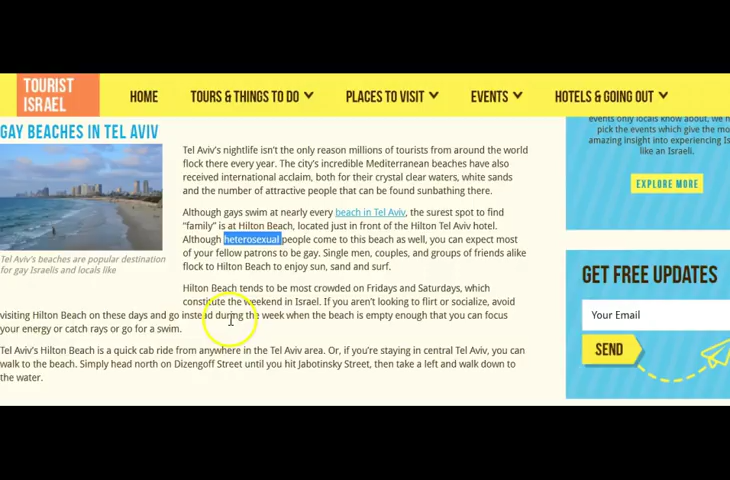 TOURIST
ISRAEL
HOME
TOURS & THINGS TO DO
PLACES TO VISIT
EVENTS
HOTELS & GOING OUT
GAY BEACHES IN TEL AVIV
Tel Aviv's nightlife isn't the only reason millions of tourists from around the world
flock there every year. The city's incredible Mediterranean beaches have also
received international acclaim, both for their crystal clear waters, white sands
and the number of attractive people that can be found sunbathing there.
Tel Aviv's beaches are popular destination
for gay Israelis and locals like
Although gays swim at nearly every beach in Tel Aviv, the surest spot to find
"family" is at Hilton Beach, located just in front of the Hilton Tel Aviv hotel.
Although heterosexual people come to this beach as well, you can expect most
of your fellow patrons to be gay. Single men, couples, and groups of friends alike
flock to Hilton Beach to enjoy sun, sand and surf.
Hilton Beach tends to be most crowded on Fridays and Saturdays, which
constitute the weekend in Israel. If you aren't looking to flirt or socialize, avoid
visiting Hilton Beach on these days and go instead during the week when the beach is empty enough that you can focus
your energy or catch rays or go for a swim.
Tel Aviv's Hilton Beach is a quick cab ride from anywhere in the Tel Aviv area. Or, if you're staying in central Tel Aviv, you can
walk to the beach. Simply head north on Dizengoff Street until you hit Jabotinsky Street, then take a left and walk down to
the water.
events only locals know about, we h
pick the events which give the mo
amazing insight into experiencing Is
like an Israeli.
EXPLORE MORE
GET FREE UPDATES
Your Email
SEND